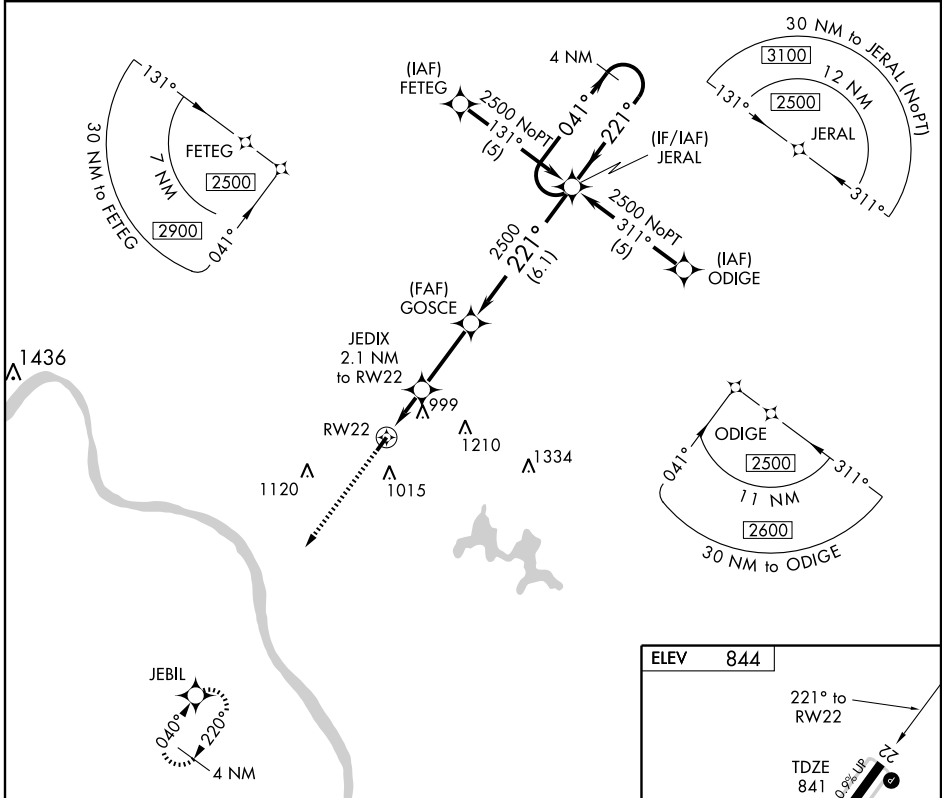 131°
FETEG
7 NM
2500
30 NM to FETEG
2900
041°
(IAF)
FETEG
2500 NoPT
131°
(5)
4 NM
041°
221°
(IF/IAF)
JERAL
2500 NoPT
311°
(5)
(IAF)
ODIGE
30 NM to JERAL (NoPT)
3100
12 NM
2500
131°
JERAL
311°
2500
221°
(6.1)
(FAF)
GOSCE
JEDIX
2.1 NM
to RW22
RW22
1436
999
1210
1334
1120
1015
ODIGE
041°
2500
311°
11 NM
2600
30 NM to ODIGE
JEBIL
040°
220°
4 NM
ELEV 844
221° to
RW22
22
TDZE
841
0.9% UP
P